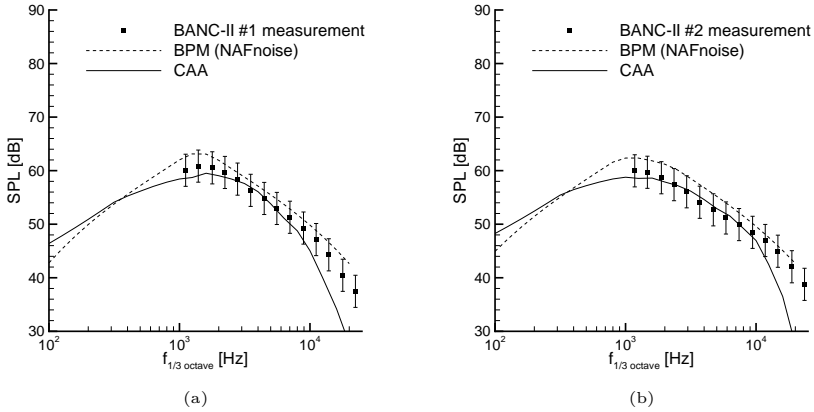 90
80
70
60
50
40
30
SPL [dB]
BANC-II #1 measurement
BPM (NAFnoise)
CAA
10²
10³
10⁴
f1/3 octave [Hz]
(a)
90
80
70
60
50
40
30
SPL [dB]
BANC-II #2 measurement
BPM (NAFnoise)
CAA
10²
10³
10⁴
f1/3 octave [Hz]
(b)